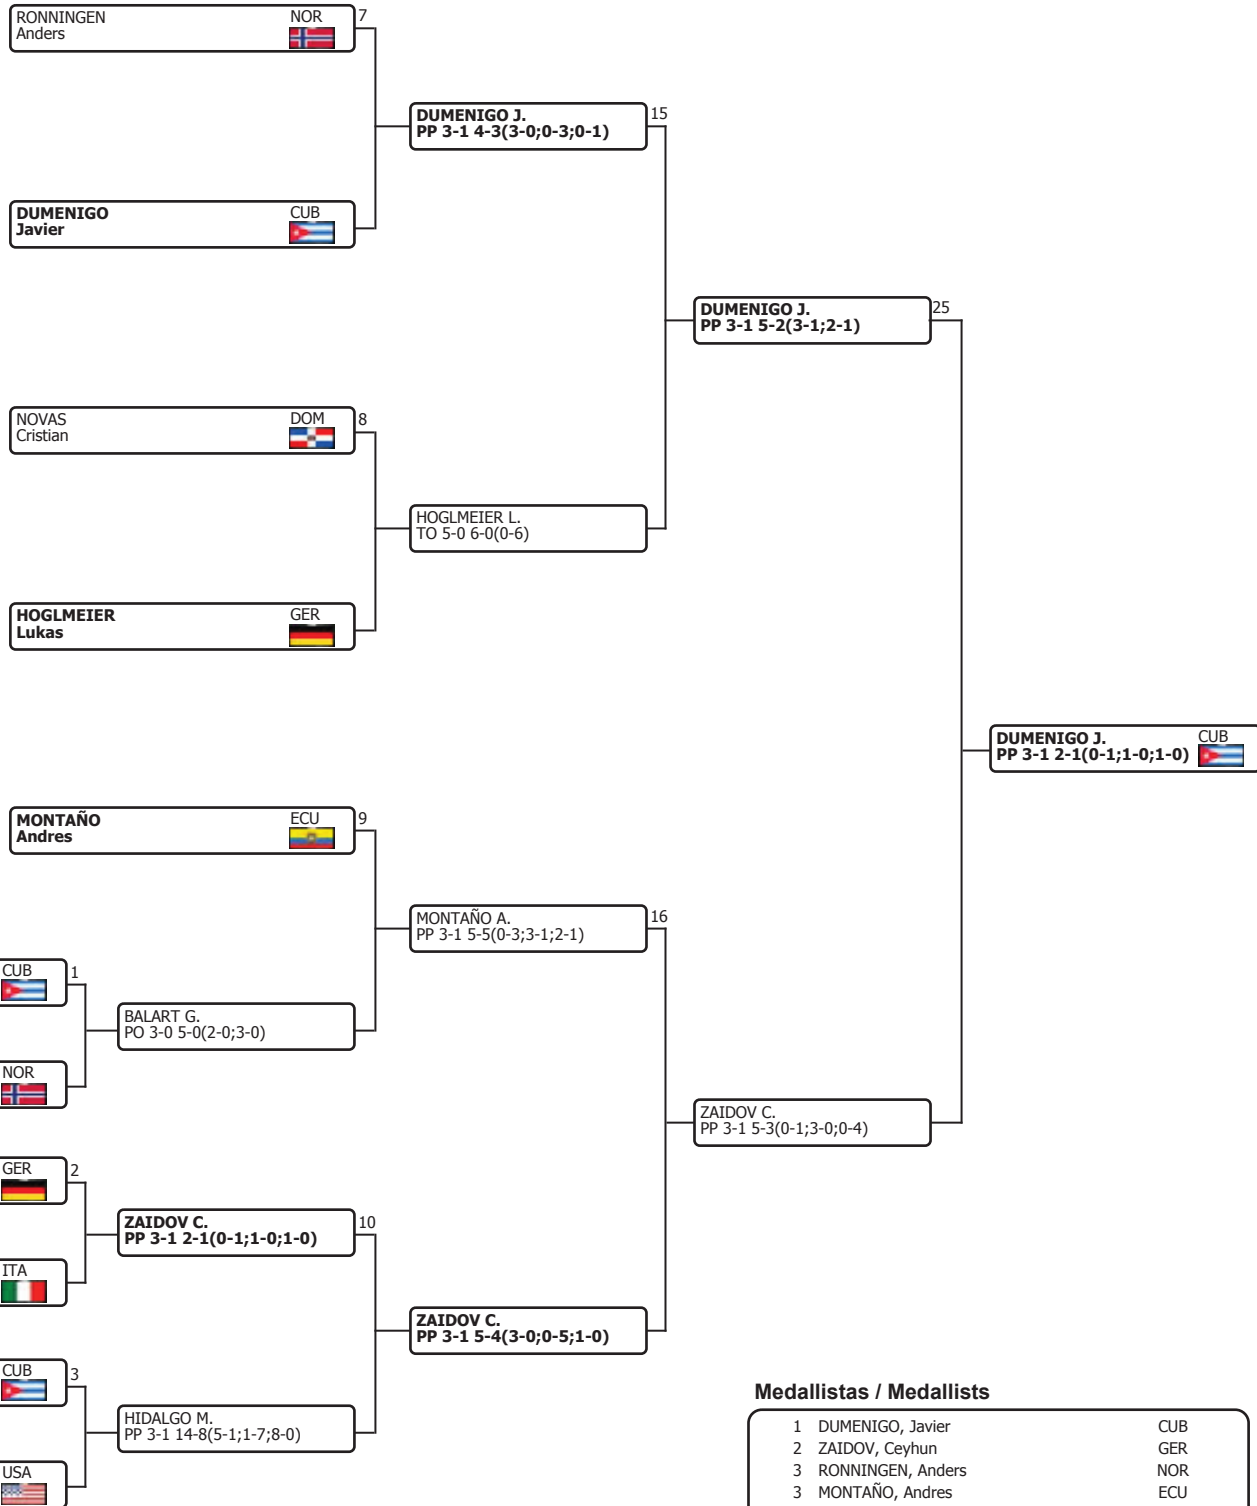 RONNINGEN NOR 7
Anders
DUMENIGO J. 15
PP 3-1 4-3(3-0;0-3;0-1)
DUMENIGO CUB
Javier
DUMENIGO J. 25
PP 3-1 5-2(3-1;2-1)
NOVAS DOM 8
Cristian
HOGLMEIER L.
TO 5-0 6-0(0-6)
HOGLMEIER GER
Lukas
DUMENIGO J. CUB
PP 3-1 2-1(0-1;1-0;1-0)
MONTAÑO ECU 9
Andres
MONTAÑO A. 16
PP 3-1 5-5(0-3;3-1;2-1)
CUB 1
BALART G.
PO 3-0 5-0(2-0;3-0)
NOR
ZAIDOV C.
PP 3-1 5-3(0-1;3-0;0-4)
GER 2
ZAIDOV C. 10
PP 3-1 2-1(0-1;1-0;1-0)
ITA
ZAIDOV C.
PP 3-1 5-4(3-0;0-5;1-0)
CUB 3
HIDALGO M.
PP 3-1 14-8(5-1;1-7;8-0)
USA
Medallistas / Medallists
1 DUMENIGO, Javier CUB
2 ZAIDOV, Ceyhun GER
3 RONNINGEN, Anders NOR
3 MONTAÑO, Andres ECU